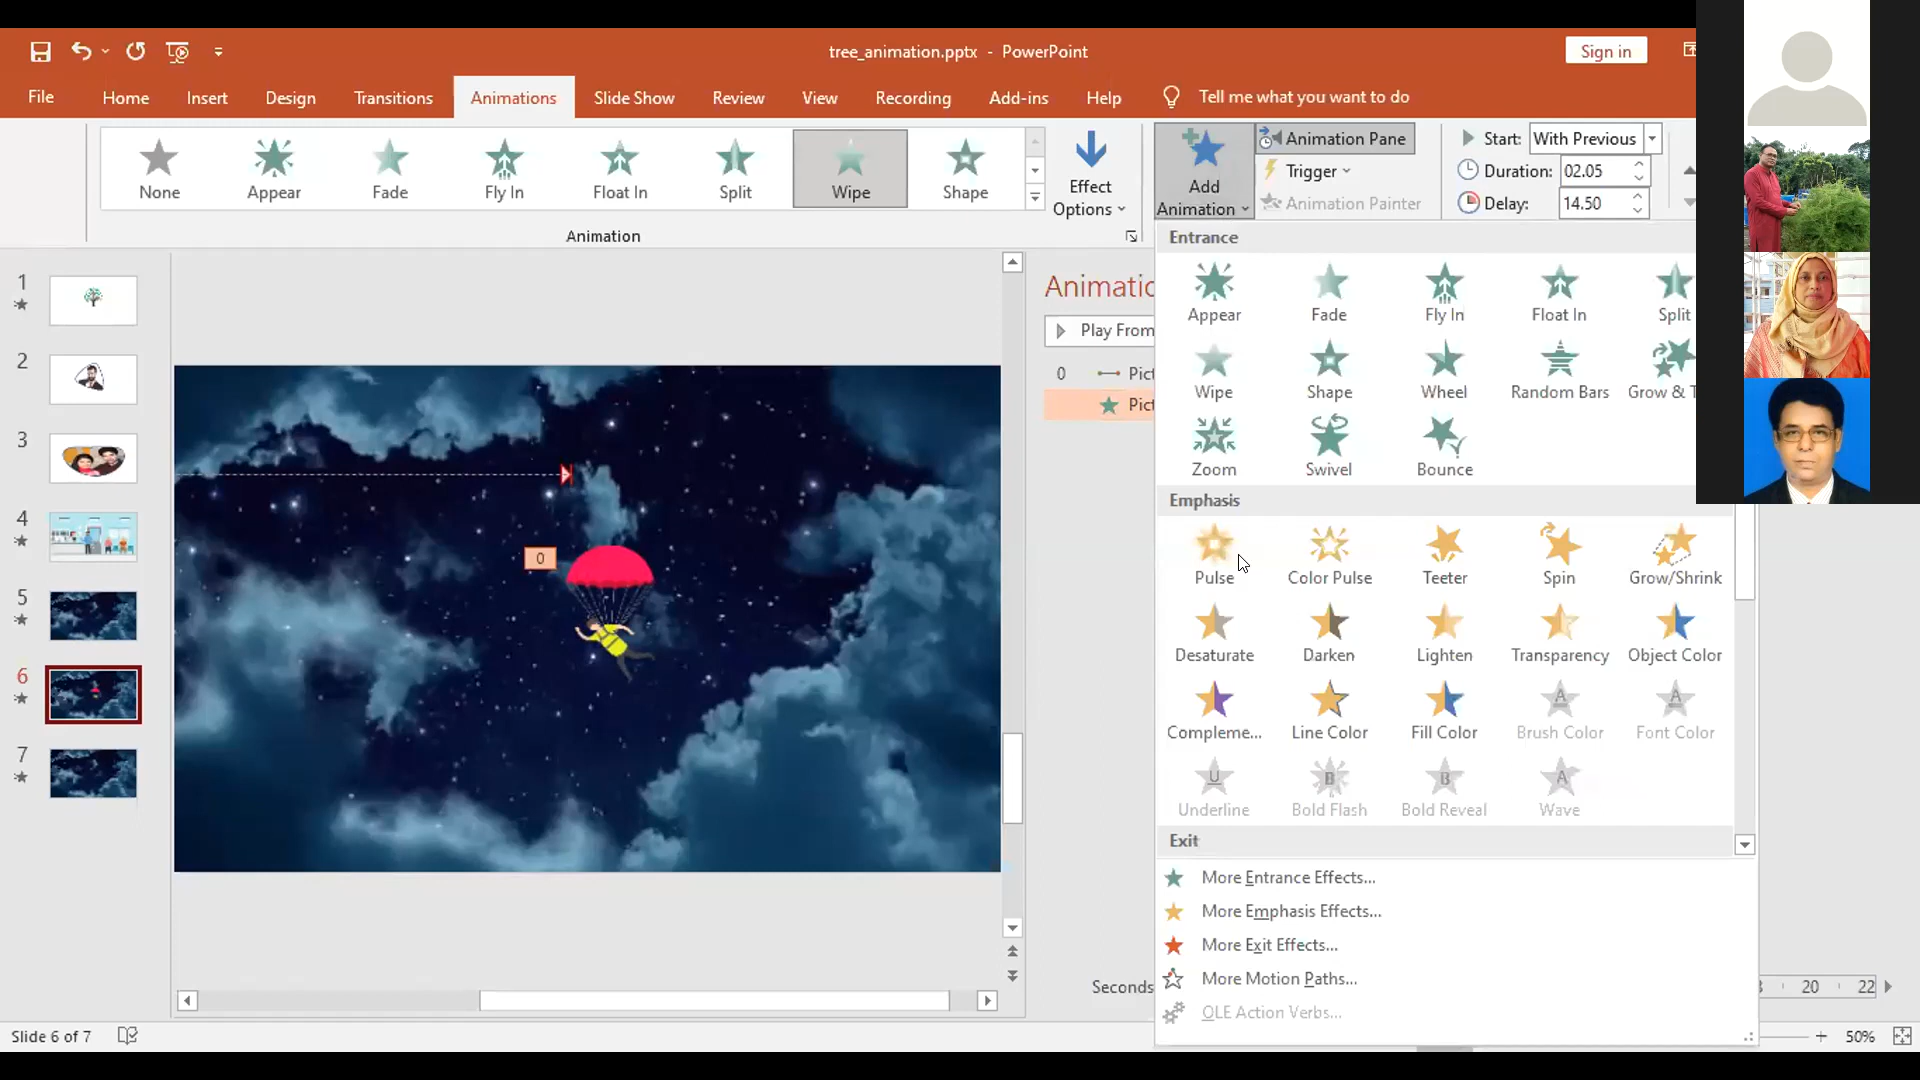 tree_animation.pptx - PowerPoint
Sign in
File Home Insert Design Transitions Animations Slide Show Review View Recording Add-ins Help Tell me what you want to do
None Appear Fade Fly In Float In Split Wipe Shape
Effect Options
Add Animation
Animation Pane
Trigger
Animation Painter
Start: With Previous
Duration: 02.05
Delay: 14.50
Animation
Entrance
Appear Fade Fly In Float In Split
Wipe Shape Wheel Random Bars Grow & T
Zoom Swivel Bounce
Emphasis
Pulse Color Pulse Teeter Spin Grow/Shrink
Desaturate Darken Lighten Transparency Object Color
Compleme... Line Color Fill Color Brush Color Font Color
Underline Bold Flash Bold Reveal Wave
Exit
More Entrance Effects...
More Emphasis Effects...
More Exit Effects...
More Motion Paths...
OLE Action Verbs...
1
2
3
4
5
6
7
0
Animatio
Play From
0 Pict
Pict
Seconds
20 22
Slide 6 of 7
50%